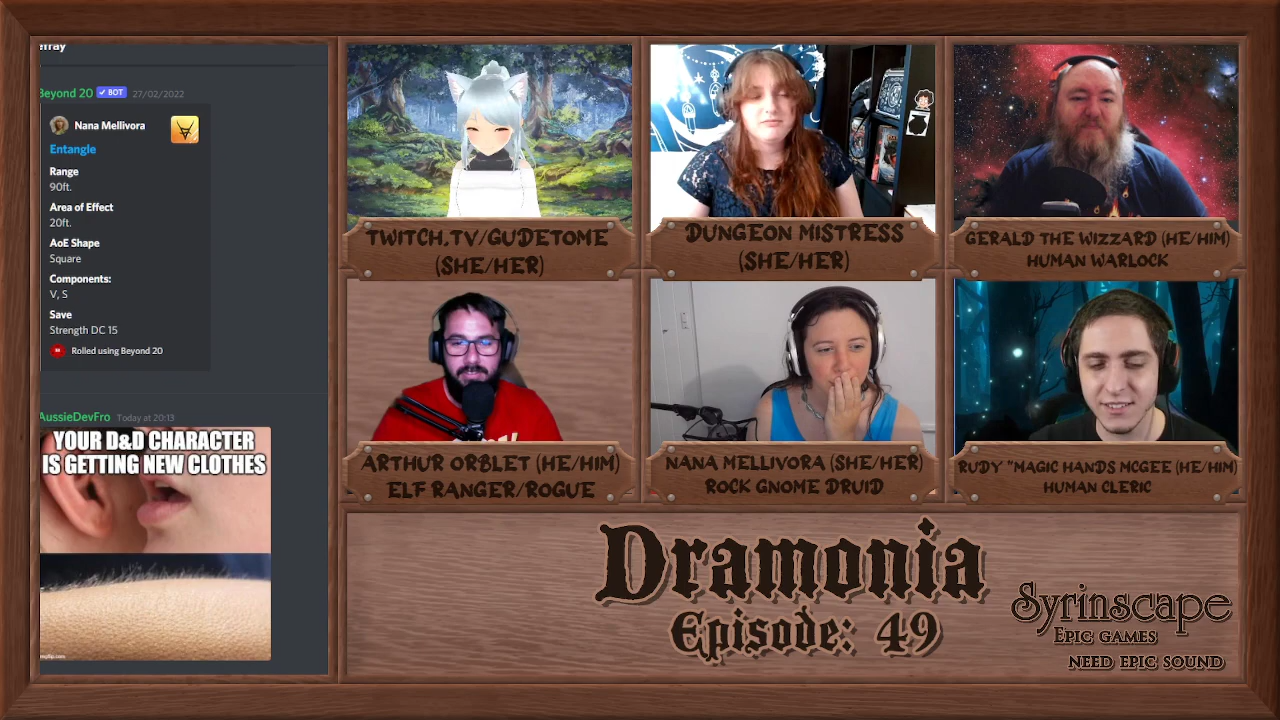 Beyond 20 ✓ BOT 27/02/2022
Nana Mellivora
Entangle
Range
90ft.
Area of Effect
20ft.
AoE Shape
Square
Components:
V, S
Save
Strength DC 15
Rolled using Beyond 20
AussieDevFro Today at 20:13
YOUR D&D CHARACTER
IS GETTING NEW CLOTHES
TWITCH.TV/GUDETOME
(SHE/HER)
DUNGEON MISTRESS
(SHE/HER)
GERALD THE WIZZARD (HE/HIM)
HUMAN WARLOCK
ARTHUR ORBLET (HE/HIM)
ELF RANGER/ROGUE
NANA MELLIVORA (SHE/HER)
ROCK GNOME DRUID
RUDY "MAGIC HANDS MCGEE (HE/HIM)
HUMAN CLERIC
Dramonia
Episode: 49
Syrinscape
EPIC GAMES
NEED EPIC SOUND